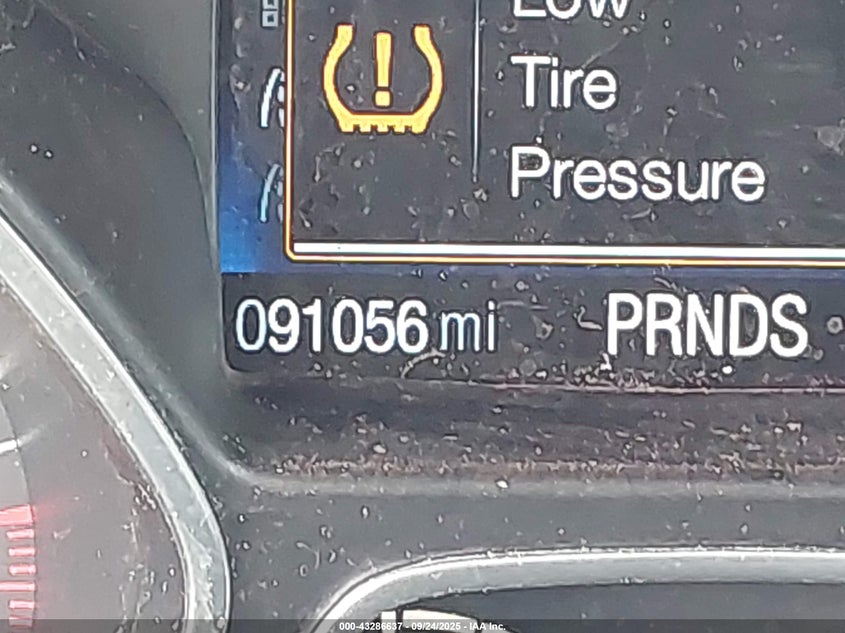 Low
Tire
Pressure
091056 mi PRNDS
000-43286637 - 09/24/2025 - IAA Inc.